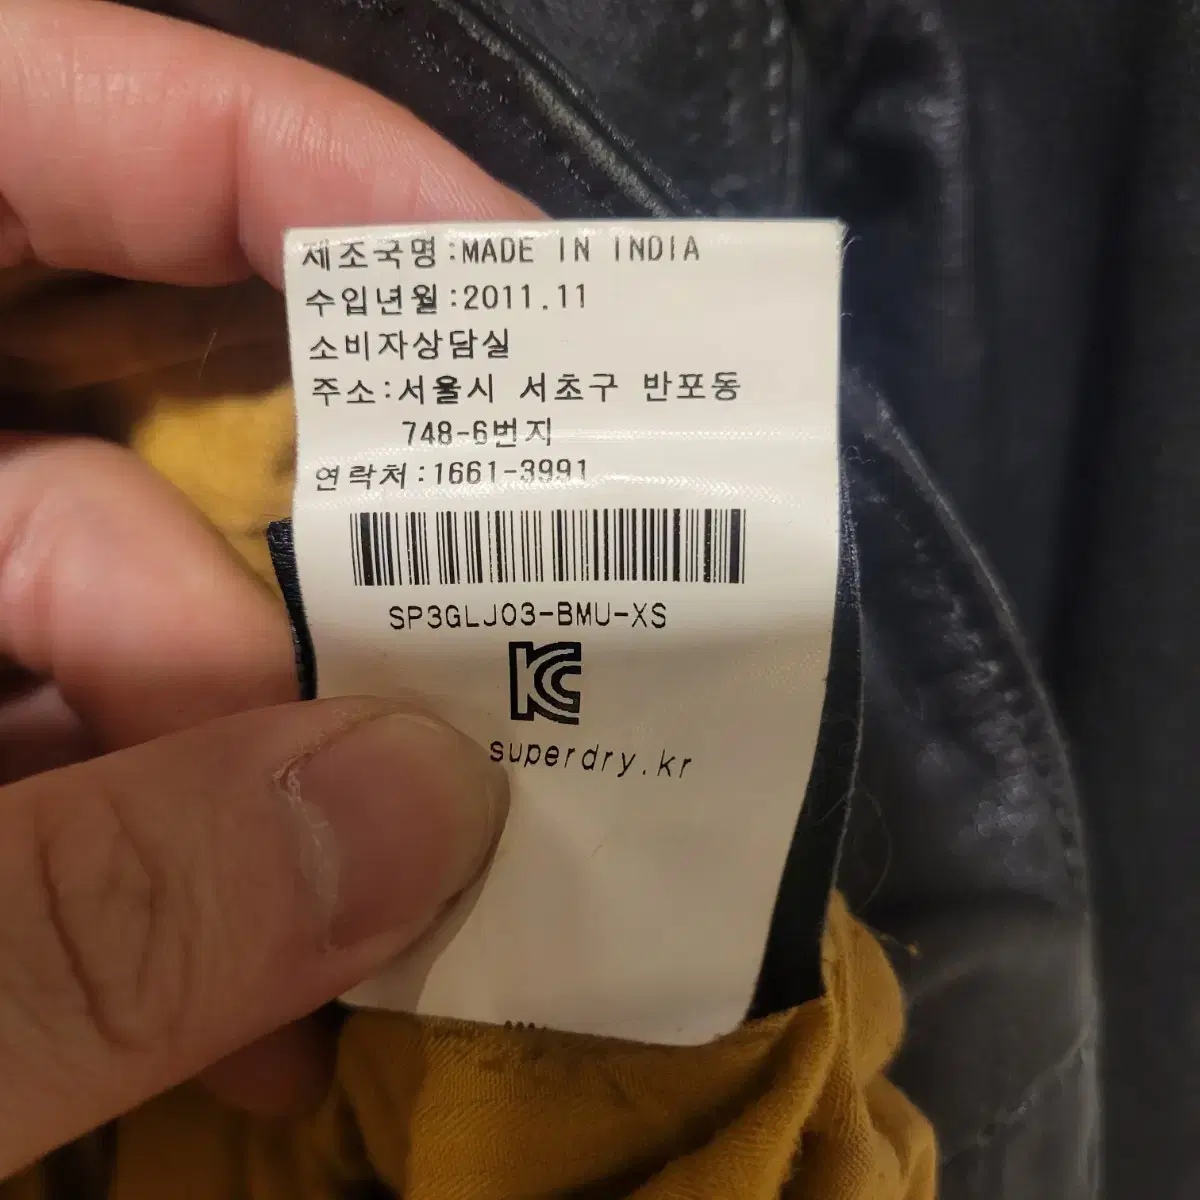 제조국명:MADE IN INDIA
수입년월:2011.11
소비자상담실
주소:서울시 서초구 반포동
748-6번지
연락처:1661-3991
SP3GLJ03-BMU-XS
KC
superdry.kr